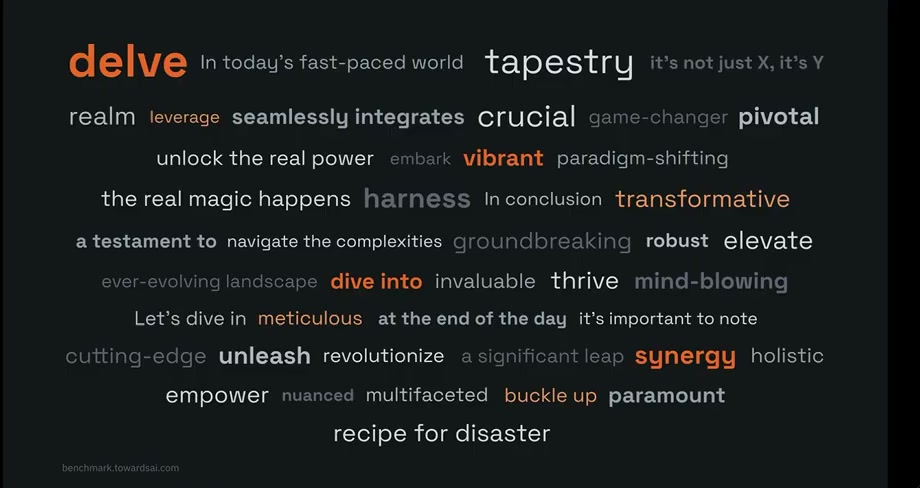 delve In today's fast-paced world tapestry it's not just X, it's Y
realm leverage seamlessly integrates crucial game-changer pivotal
unlock the real power embark vibrant paradigm-shifting
the real magic happens harness In conclusion transformative
a testament to navigate the complexities groundbreaking robust elevate
ever-evolving landscape dive into invaluable thrive mind-blowing
Let's dive in meticulous at the end of the day it's important to note
cutting-edge unleash revolutionize a significant leap synergy holistic
empower nuanced multifaceted buckle up paramount
recipe for disaster
benchmark.towardsai.com